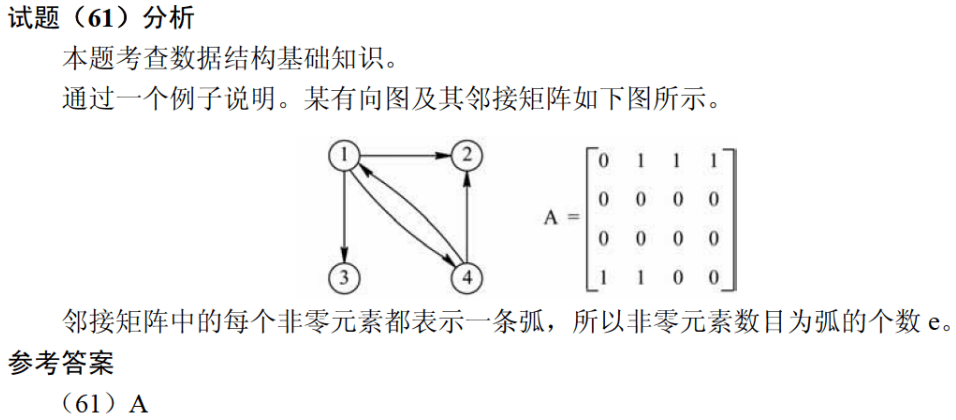 试题（61）分析
本题考查数据结构基础知识。
通过一个例子说明。某有向图及其邻接矩阵如下图所示。
1 2
3 4
A =
0 1 1 1
0 0 0 0
0 0 0 0
1 1 0 0
邻接矩阵中的每个非零元素都表示一条弧，所以非零元素数目为弧的个数 e。
参考答案
（61）A